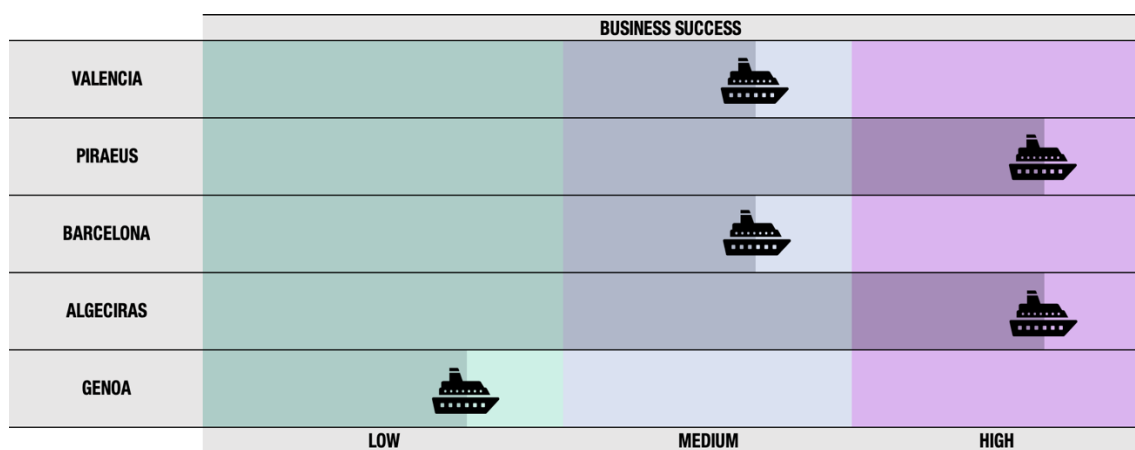 BUSINESS SUCCESS
VALENCIA
PIRAEUS
BARCELONA
ALGECIRAS
GENOA
LOW MEDIUM HIGH